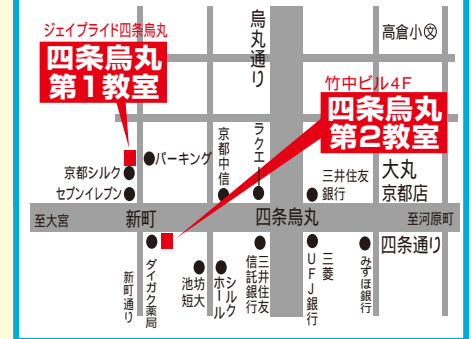 ジェイプライド四条烏丸
四条烏丸
第1教室
烏丸通り
高倉小文
竹中ビル4F
四条烏丸
第2教室
パーキング
京都シルク
セブンイレブン
京都中信
ラクエー
三井住友
銀行
大丸
京都店
至大宮
新町
四条烏丸
至河原町
四条通り
新町通り
ダイガク薬局
池坊
短大
シルク
ホール
三井住友
信託銀行
三菱
UFJ銀行
みずほ銀行